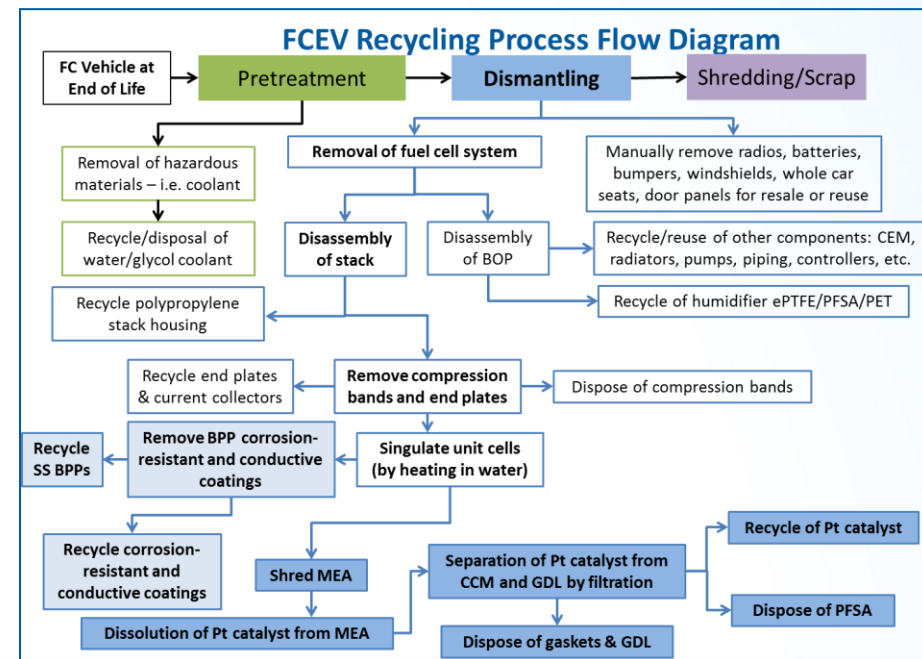 FCEV Recycling Process Flow Diagram
FC Vehicle at
End of Life
Pretreatment
Dismantling
Shredding/Scrap
Removal of hazardous
materials – i.e. coolant
Removal of fuel cell system
Manually remove radios, batteries,
bumpers, windshields, whole car
seats, door panels for resale or reuse
Recycle/disposal of
water/glycol coolant
Disassembly
of stack
Disassembly
of BOP
Recycle/reuse of other components: CEM,
radiators, pumps, piping, controllers, etc.
Recycle polypropylene
stack housing
Recycle of humidifier ePTFE/PFSA/PET
Recycle end plates
& current collectors
Remove compression
bands and end plates
Dispose of compression bands
Recycle
SS BPPs
Remove BPP corrosion-
resistant and conductive
coatings
Singulate unit cells
(by heating in water)
Recycle corrosion-
resistant and
conductive coatings
Shred MEA
Separation of Pt catalyst from
CCM and GDL by filtration
Recycle of Pt catalyst
Dissolution of Pt catalyst from MEA
Dispose of gaskets & GDL
Dispose of PFSA